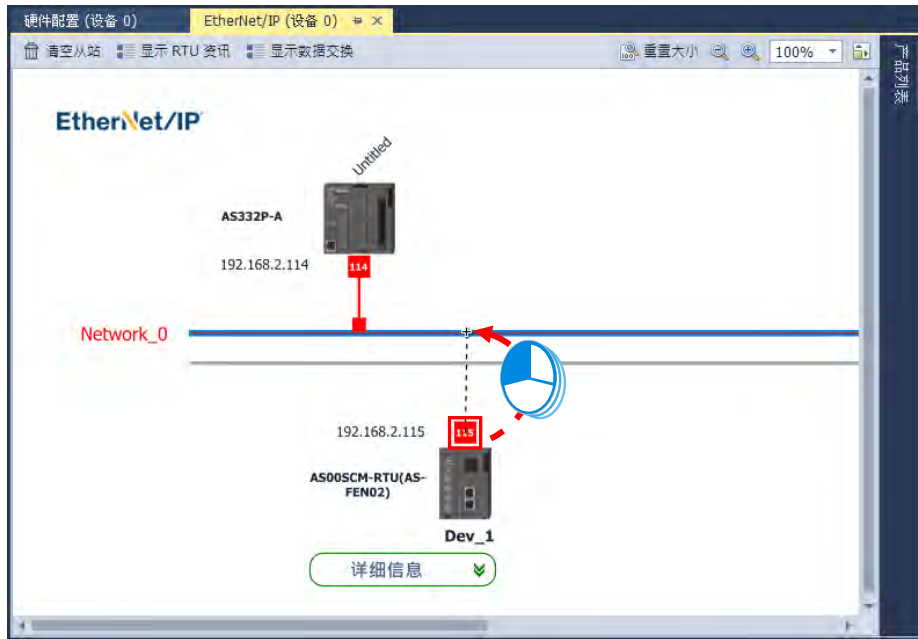 硬件配置 (设备 0) EtherNet/IP (设备 0)
清空从站 显示 RTU 资讯 显示数据交换 重置大小 100%
产品列表
EtherNet/IP
Untitled
AS332P-A
192.168.2.114 114
Network_0
192.168.2.115 115
AS00SCM-RTU(AS-
FEN02)
Dev_1
详细信息